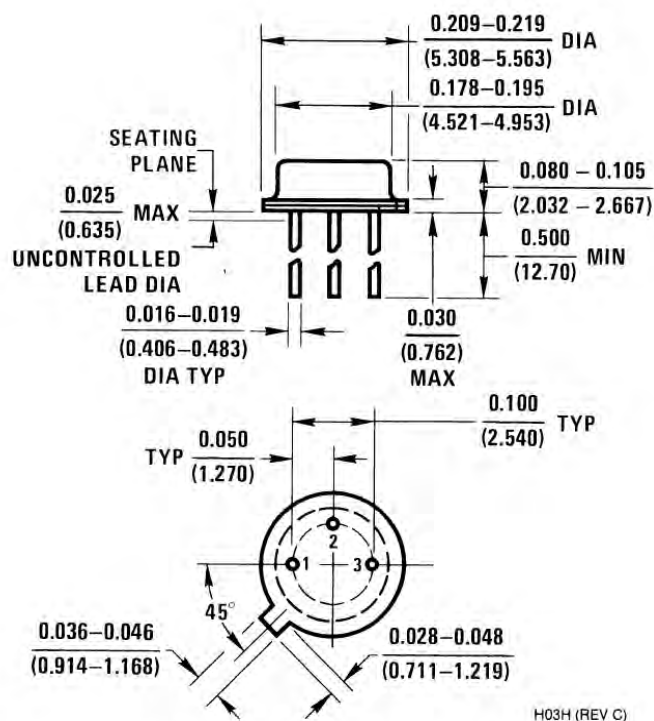 0.209–0.219 DIA
(5.308–5.563)
0.178–0.195 DIA
(4.521–4.953)
SEATING
PLANE
0.025 MAX
(0.635)
0.080 – 0.105
(2.032 – 2.667)
UNCONTROLLED
LEAD DIA
0.500 MIN
(12.70)
0.016–0.019
(0.406–0.483)
DIA TYP
0.030
(0.762)
MAX
0.100 TYP
(2.540)
TYP 0.050
(1.270)
2
1
3
45°
0.036–0.046
(0.914–1.168)
0.028–0.048
(0.711–1.219)
H03H (REV C)